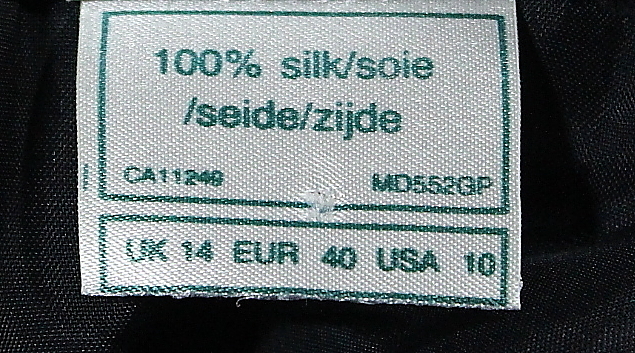 100% silk/soie
/seide/zijde
CA11249 MD552GP
UK 14 EUR 40 USA 10